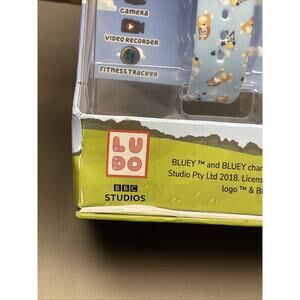 CAMERA
VIDEO RECORDER
FITNESS TRACKER
LU
DO
BBC
STUDIOS
BLUEY ™ and BLUEY char
Studio Pty Ltd 2018. Licens
logo ™ & B